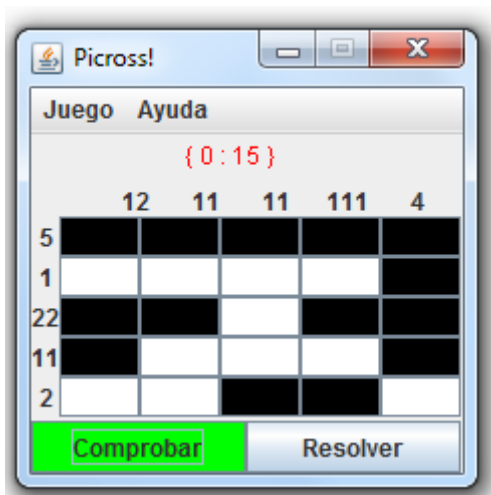 Picross!
Juego Ayuda
{ 0 : 15 }
12 11 11 111 4
5
1
22
11
2
Comprobar Resolver